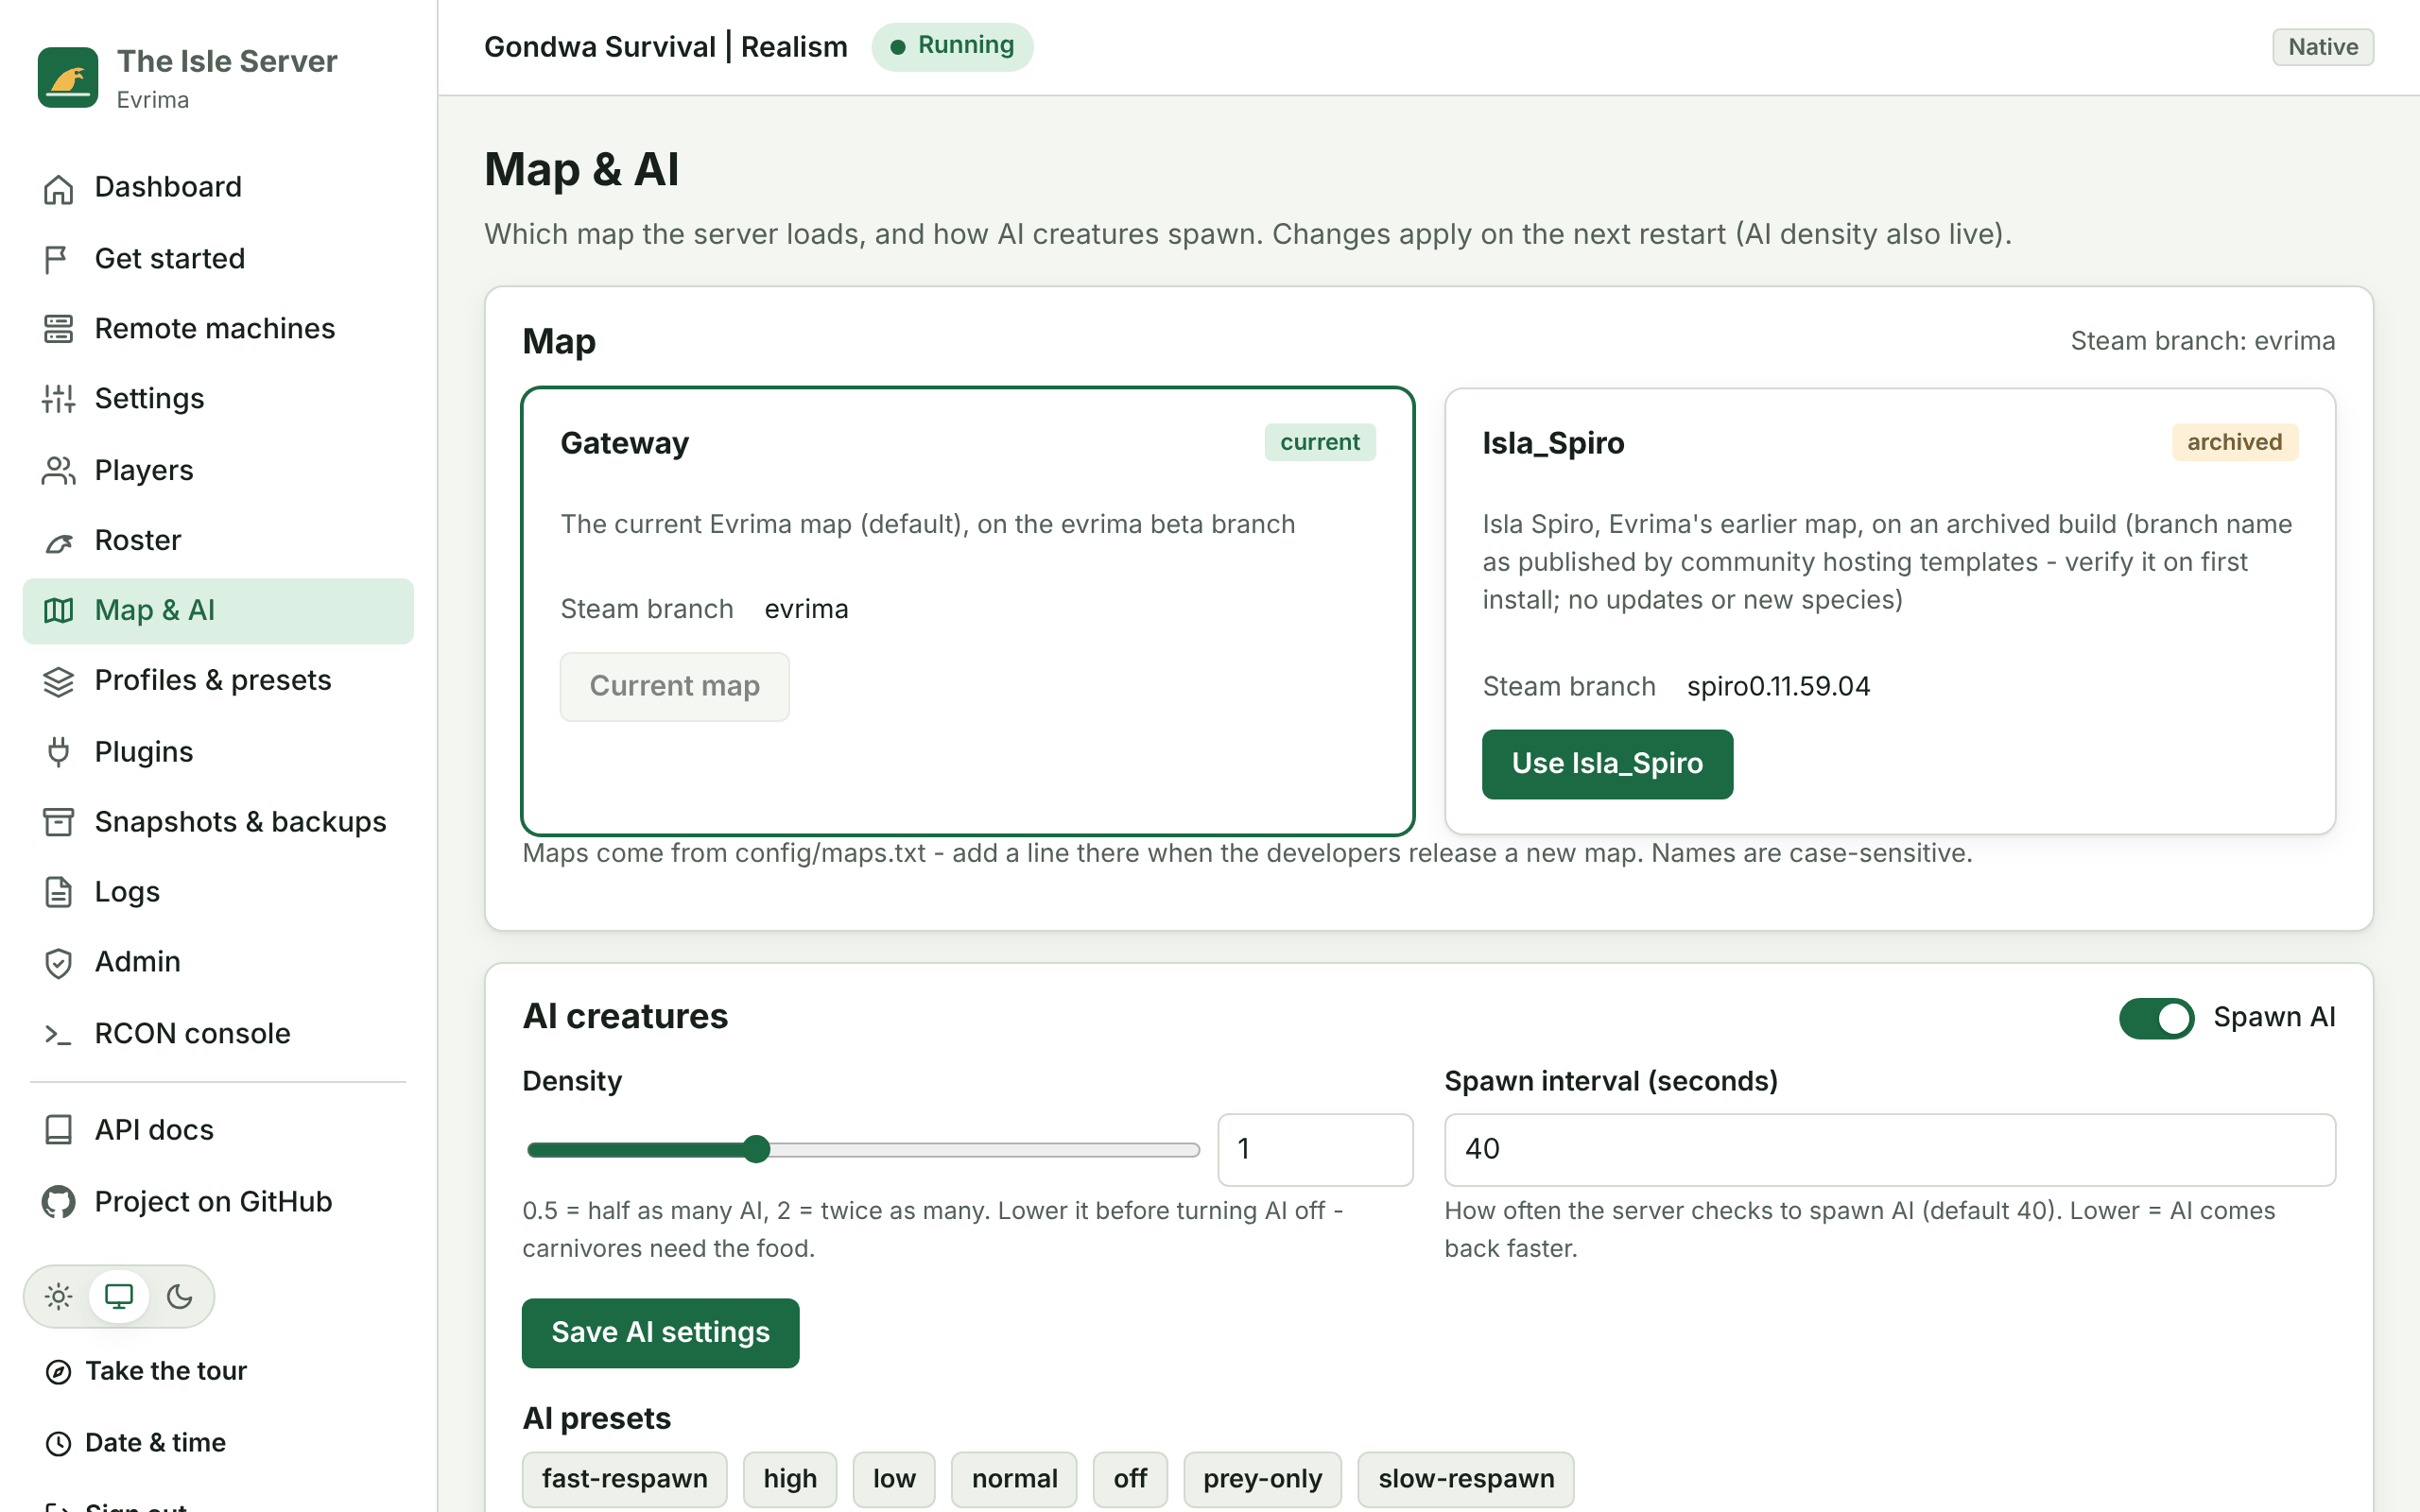 The Isle Server
Evrima
Dashboard
Get started
Remote machines
Settings
Players
Roster
Map & AI
Profiles & presets
Plugins
Snapshots & backups
Logs
Admin
RCON console
API docs
Project on GitHub
Take the tour
Date & time
Sign out
Gondwa Survival | Realism
Running
Native
Map & AI
Which map the server loads, and how AI creatures spawn. Changes apply on the next restart (AI density also live).
Map
Steam branch: evrima
Gateway
current
The current Evrima map (default), on the evrima beta branch
Steam branch evrima
Current map
Isla_Spiro
archived
Isla Spiro, Evrima's earlier map, on an archived build (branch name
as published by community hosting templates - verify it on first
install; no updates or new species)
Steam branch spiro0.11.59.04
Use Isla_Spiro
Maps come from config/maps.txt - add a line there when the developers release a new map. Names are case-sensitive.
AI creatures
Spawn AI
Density
1
0.5 = half as many AI, 2 = twice as many. Lower it before turning AI off -
carnivores need the food.
Spawn interval (seconds)
40
How often the server checks to spawn AI (default 40). Lower = AI comes
back faster.
Save AI settings
AI presets
fast-respawn
high
low
normal
off
prey-only
slow-respawn